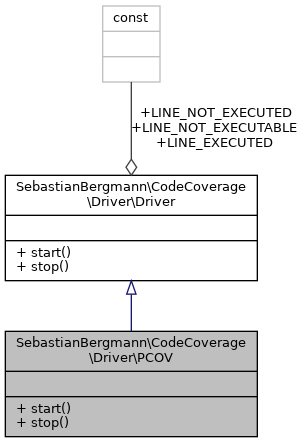 const
+LINE_NOT_EXECUTED
+LINE_NOT_EXECUTABLE
+LINE_EXECUTED
SebastianBergmann\CodeCoverage
\Driver\Driver
+ start()
+ stop()
SebastianBergmann\CodeCoverage
\Driver\PCOV
+ start()
+ stop()